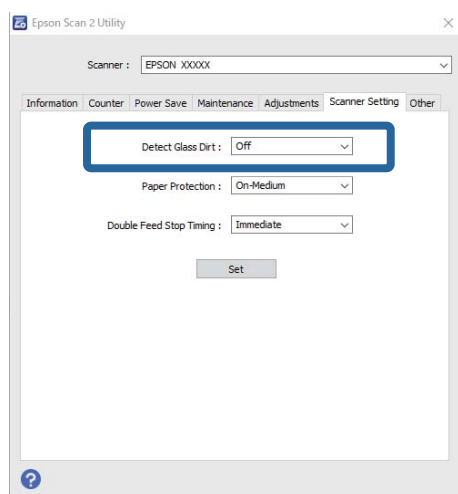 Epson Scan 2 Utility
Scanner : EPSON XXXXX
Information Counter Power Save Maintenance Adjustments Scanner Setting Other
Detect Glass Dirt : Off
Paper Protection : On-Medium
Double Feed Stop Timing : Immediate
Set
?